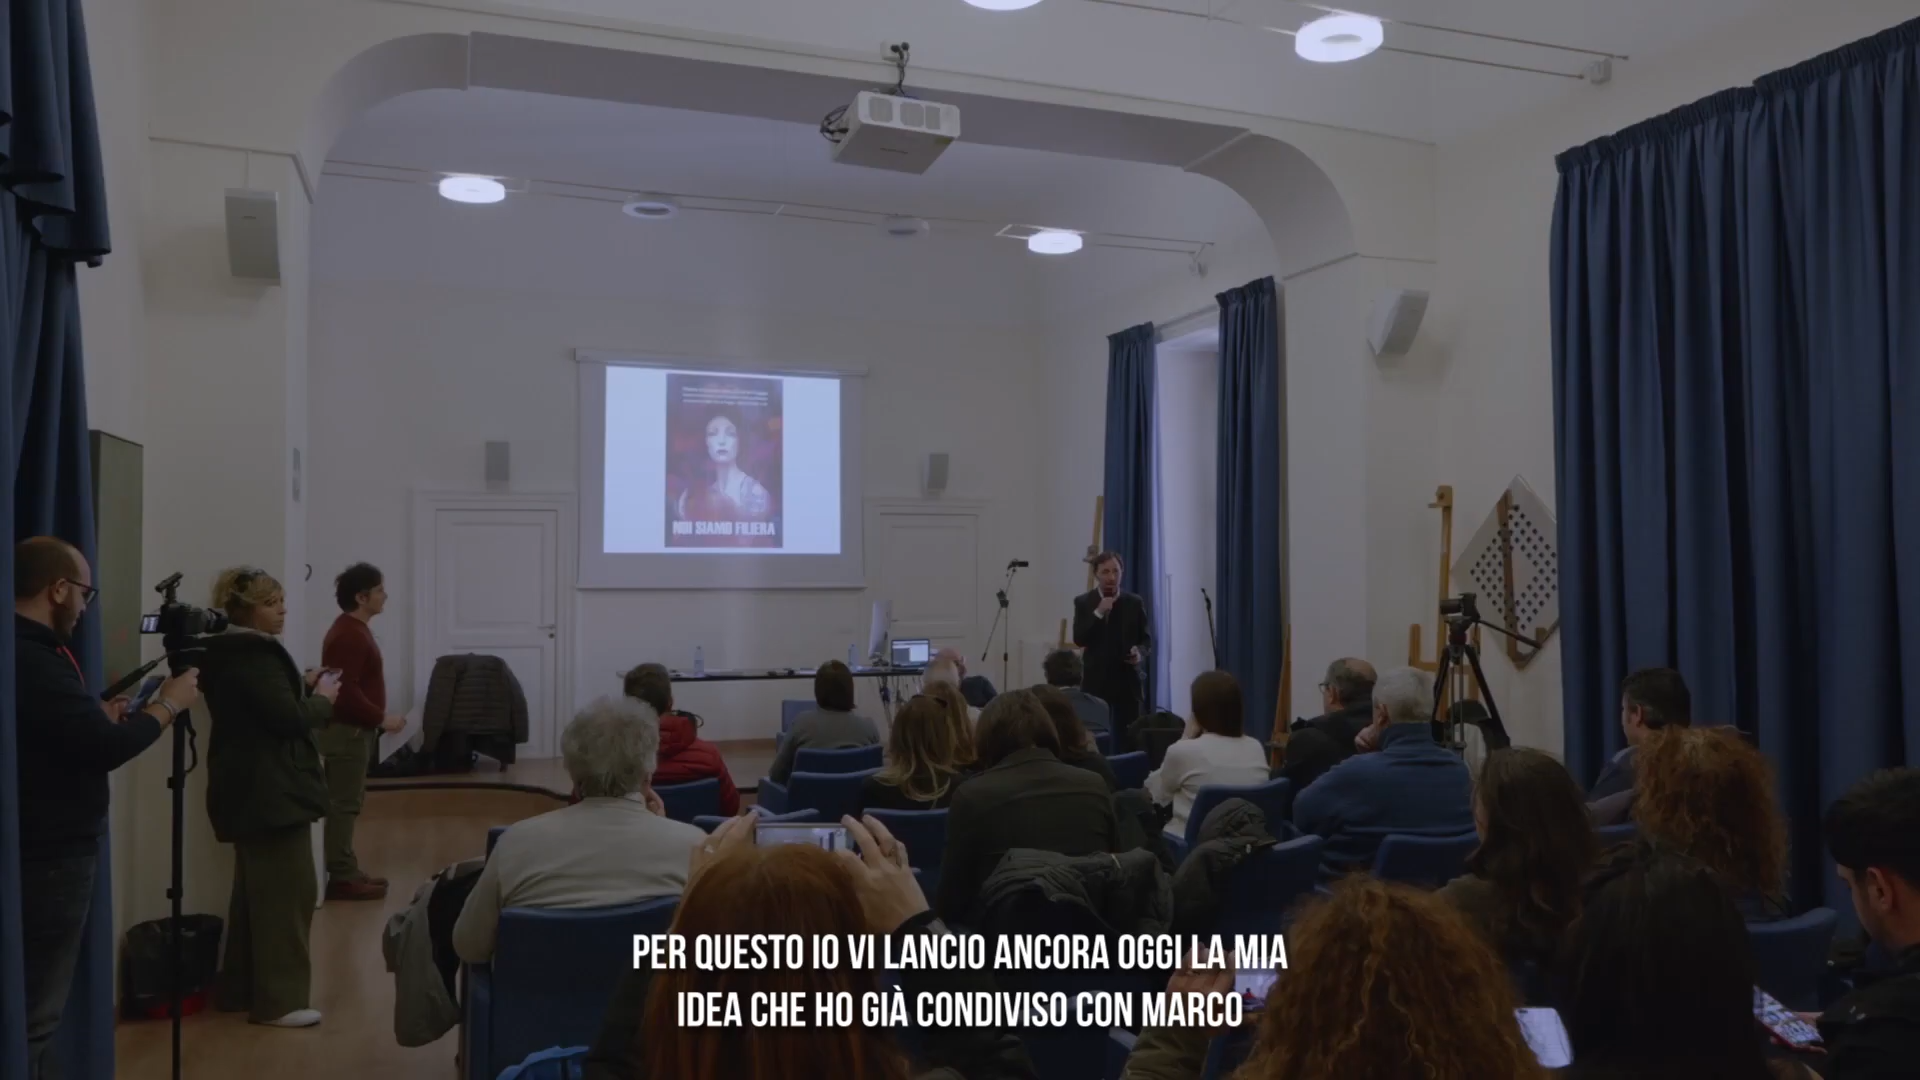 NOI SIAMO FILIERA
PER QUESTO IO VI LANCIO ANCORA OGGI LA MIA
IDEA CHE HO GIÀ CONDIVISO CON MARCO